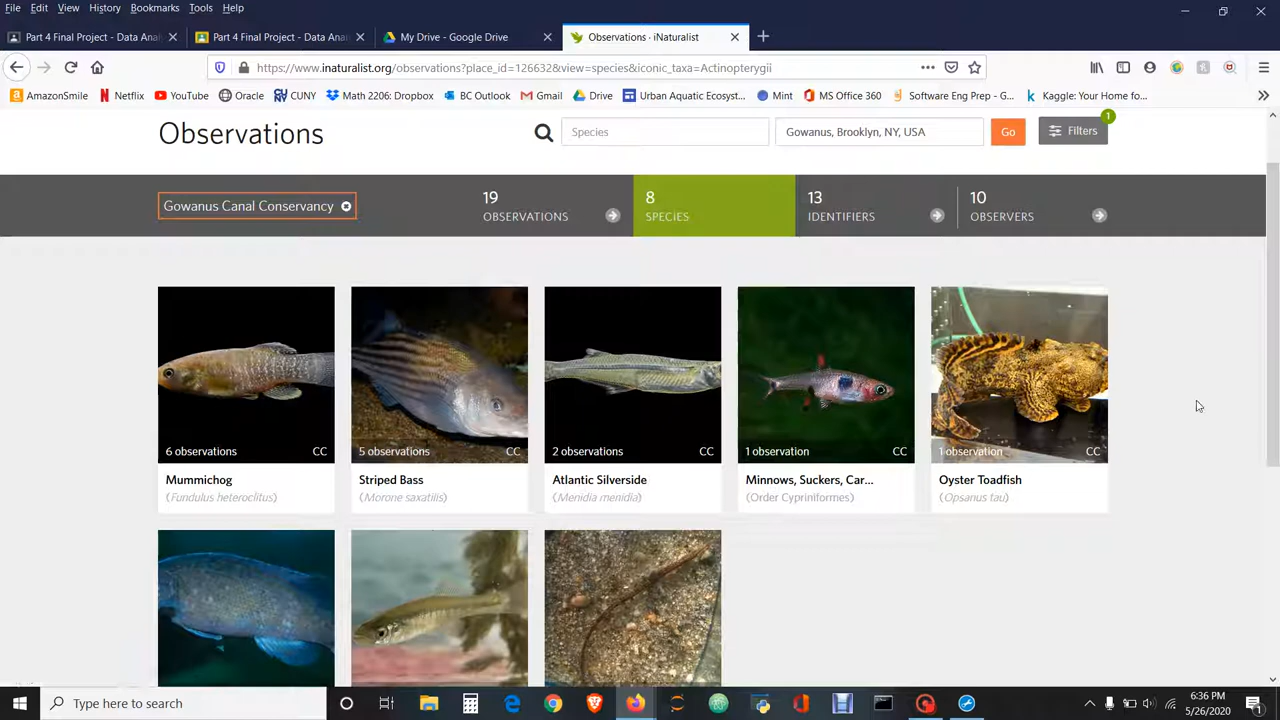 File Edit View History Bookmarks Tools Help
Part 4 Final Project - Data Anal
Part 4 Final Project - Data Anal
My Drive - Google Drive
Observations · iNaturalist
https://www.inaturalist.org/observations?place_id=126632&view=species&iconic_taxa=Actinopterygii
AmazonSmile Netflix YouTube Oracle CUNY Math 2206: Dropbox BC Outlook Gmail Drive Urban Aquatic Ecosyst... Mint MS Office 360 Software Eng Prep - G... Kaggle: Your Home fo...
Observations
Species
Gowanus, Brooklyn, NY, USA
Go
Filters
1
Gowanus Canal Conservancy
19
OBSERVATIONS
8
SPECIES
13
IDENTIFIERS
10
OBSERVERS
6 observations CC
Mummichog
(Fundulus heteroclitus)
5 observations CC
Striped Bass
(Morone saxatilis)
2 observations CC
Atlantic Silverside
(Menidia menidia)
1 observation CC
Minnows, Suckers, Car...
(Order Cypriniformes)
1 observation CC
Oyster Toadfish
(Opsanus tau)
Type here to search
6:36 PM
5/26/2020
1